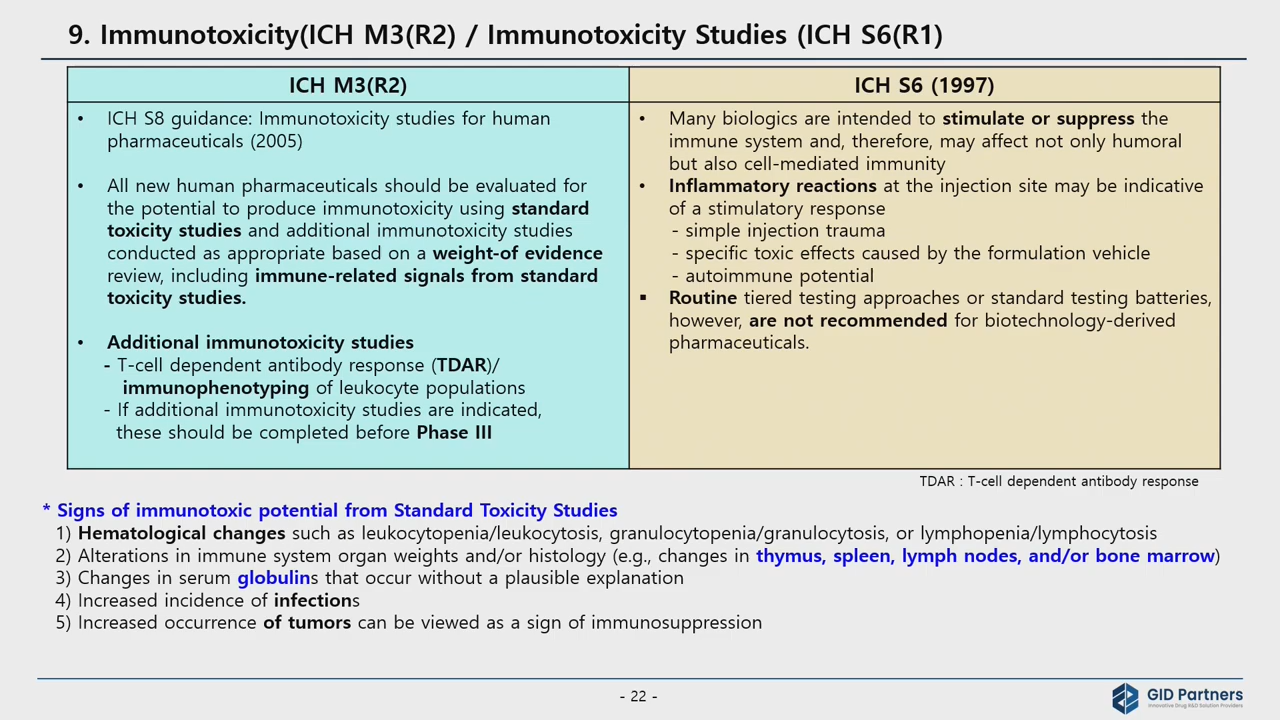 9. Immunotoxicity(ICH M3(R2) / Immunotoxicity Studies (ICH S6(R1)
ICH M3(R2)
• ICH S8 guidance: Immunotoxicity studies for human
pharmaceuticals (2005)
• All new human pharmaceuticals should be evaluated for
the potential to produce immunotoxicity using standard
toxicity studies and additional immunotoxicity studies
conducted as appropriate based on a weight-of evidence
review, including immune-related signals from standard
toxicity studies.
• Additional immunotoxicity studies
- T-cell dependent antibody response (TDAR)/
immunophenotyping of leukocyte populations
- If additional immunotoxicity studies are indicated,
these should be completed before Phase III
ICH S6 (1997)
• Many biologics are intended to stimulate or suppress the
immune system and, therefore, may affect not only humoral
but also cell-mediated immunity
• Inflammatory reactions at the injection site may be indicative
of a stimulatory response
- simple injection trauma
- specific toxic effects caused by the formulation vehicle
- autoimmune potential
▪ Routine tiered testing approaches or standard testing batteries,
however, are not recommended for biotechnology-derived
pharmaceuticals.
TDAR : T-cell dependent antibody response
* Signs of immunotoxic potential from Standard Toxicity Studies
1) Hematological changes such as leukocytopenia/leukocytosis, granulocytopenia/granulocytosis, or lymphopenia/lymphocytosis
2) Alterations in immune system organ weights and/or histology (e.g., changes in thymus, spleen, lymph nodes, and/or bone marrow)
3) Changes in serum globulins that occur without a plausible explanation
4) Increased incidence of infections
5) Increased occurrence of tumors can be viewed as a sign of immunosuppression
- 22 -
GID Partners
Innovative Drug R&D Solution Providers